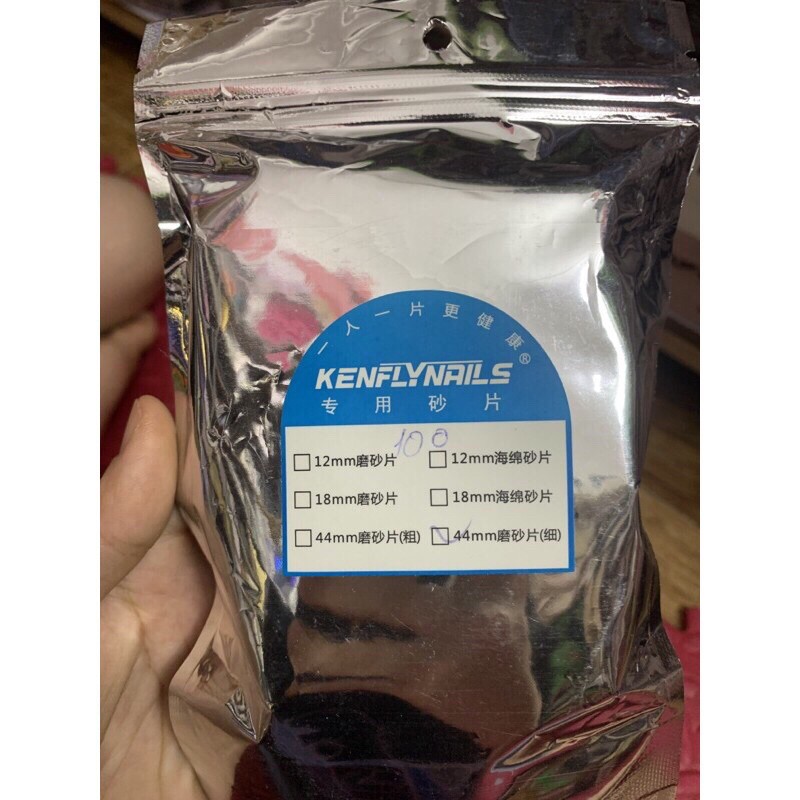 一人一片更健康
KENFLYNAILS®
专用砂片
100
12mm磨砂片 12mm海绵砂片
18mm磨砂片 18mm海绵砂片
44mm磨砂片(粗) 44mm磨砂片(细)